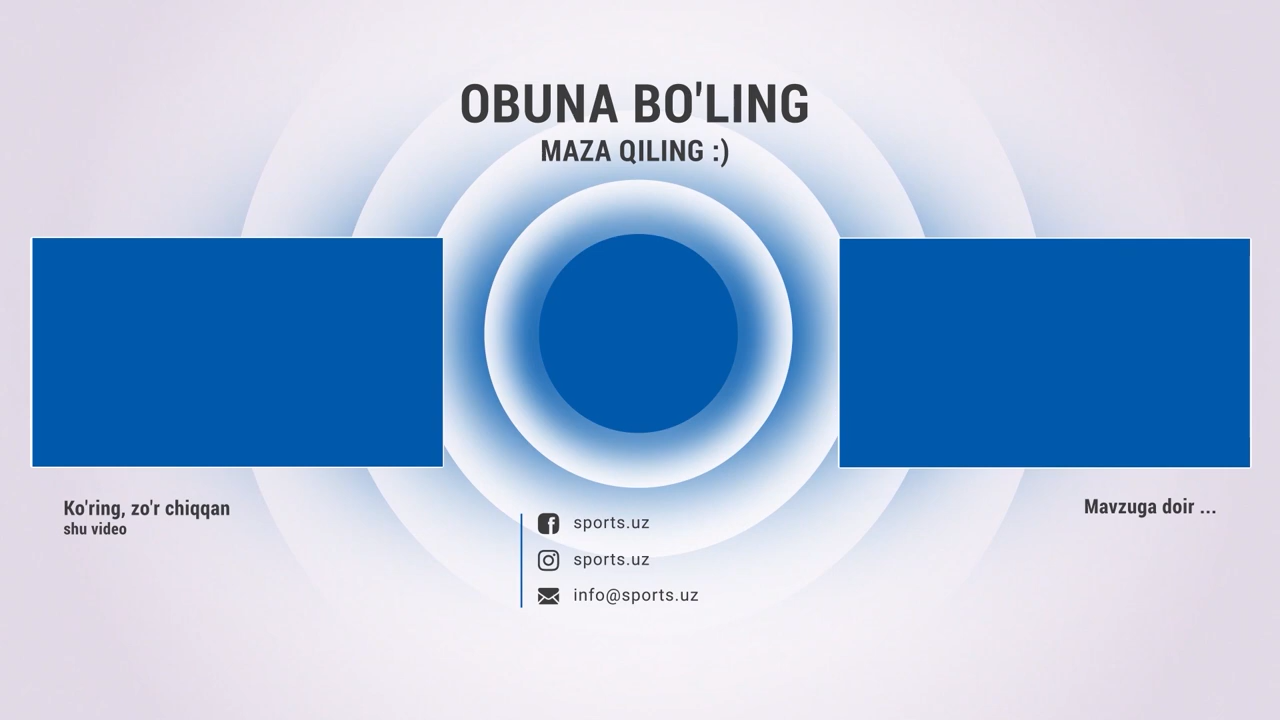 OBUNA BO'LING
MAZA QILING :)
Ko'ring, zo'r chiqqan
shu video
Mavzuga doir ...
sports.uz
sports.uz
info@sports.uz